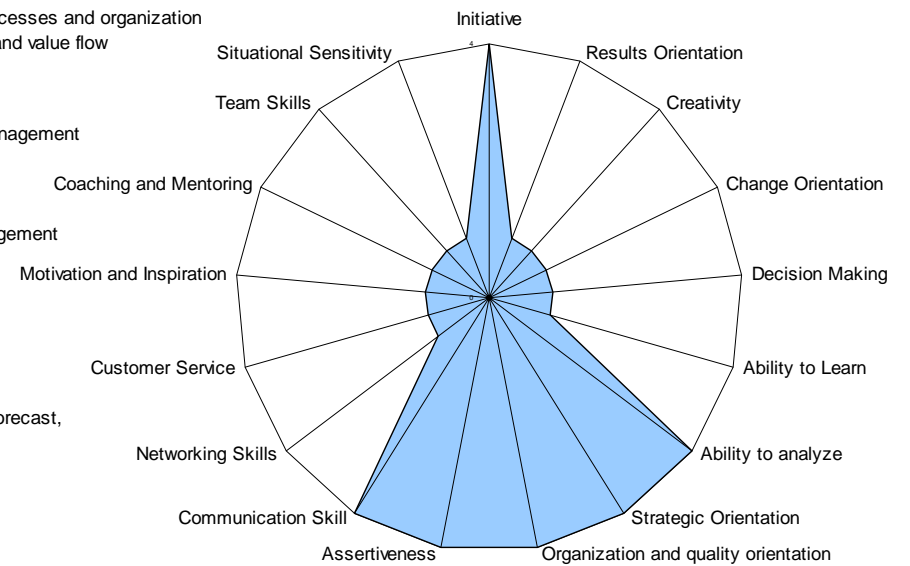 cesses and organization
and value flow
nagement
gement
orecast,
Initiative
4
Results Orientation
Creativity
Change Orientation
Decision Making
Ability to Learn
Ability to analyze
Strategic Orientation
Organization and quality orientation
Assertiveness
Communication Skill
Networking Skills
Customer Service
Motivation and Inspiration
Coaching and Mentoring
Team Skills
Situational Sensitivity
0